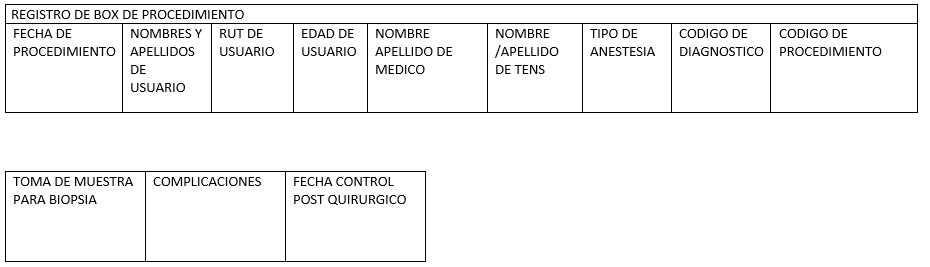 REGISTRO DE BOX DE PROCEDIMIENTO
FECHA DE
PROCEDIMIENTO
NOMBRES Y
APELLIDOS
DE
USUARIO
RUT DE
USUARIO
EDAD DE
USUARIO
NOMBRE
APELLIDO DE
MEDICO
NOMBRE
/APELLIDO
DE TENS
TIPO DE
ANESTESIA
CODIGO DE
DIAGNOSTICO
CODIGO DE
PROCEDIMIENTO
TOMA DE MUESTRA
PARA BIOPSIA
COMPLICACIONES
FECHA CONTROL
POST QUIRURGICO